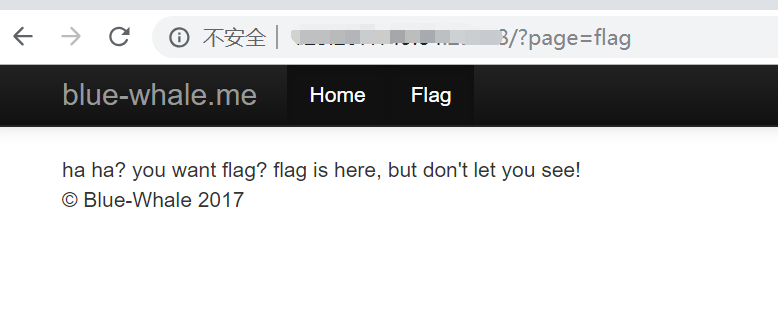 不安全 /?page=flag
blue-whale.me Home Flag
ha ha? you want flag? flag is here, but don't let you see!
© Blue-Whale 2017